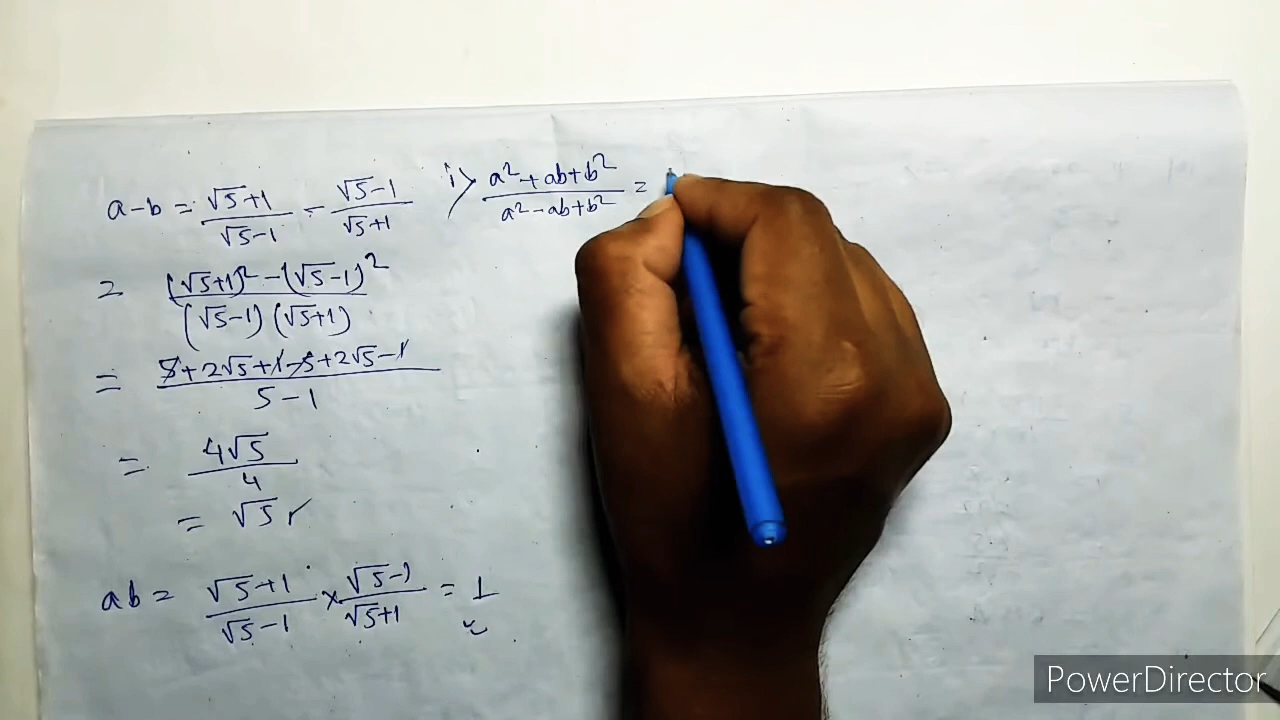 a-b = √5+1/√5-1 - √5-1/√5+1
= (√5+1)² - (√5-1)²/(√5-1)(√5+1)
= 5+2√5+1-5+2√5-1/5-1
= 4√5/4
= √5
ab = √5+1/√5-1 × √5-1/√5+1 = 1
i> a²+ab+b²/a²-ab+b² =
PowerDirector